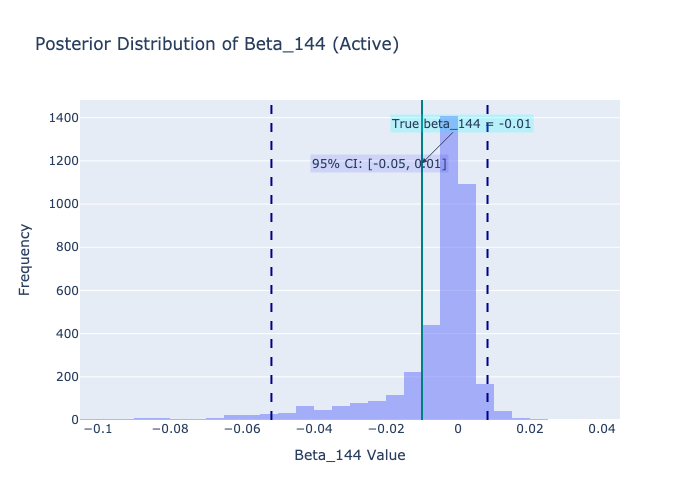 Posterior Distribution of Beta_144 (Active)
1400
True beta_144 = -0.01
1200
95% CI: [-0.05, 0.01]
1000
Frequency
800
600
400
200
0
−0.1 −0.08 −0.06 −0.04 −0.02 0 0.02 0.04
Beta_144 Value